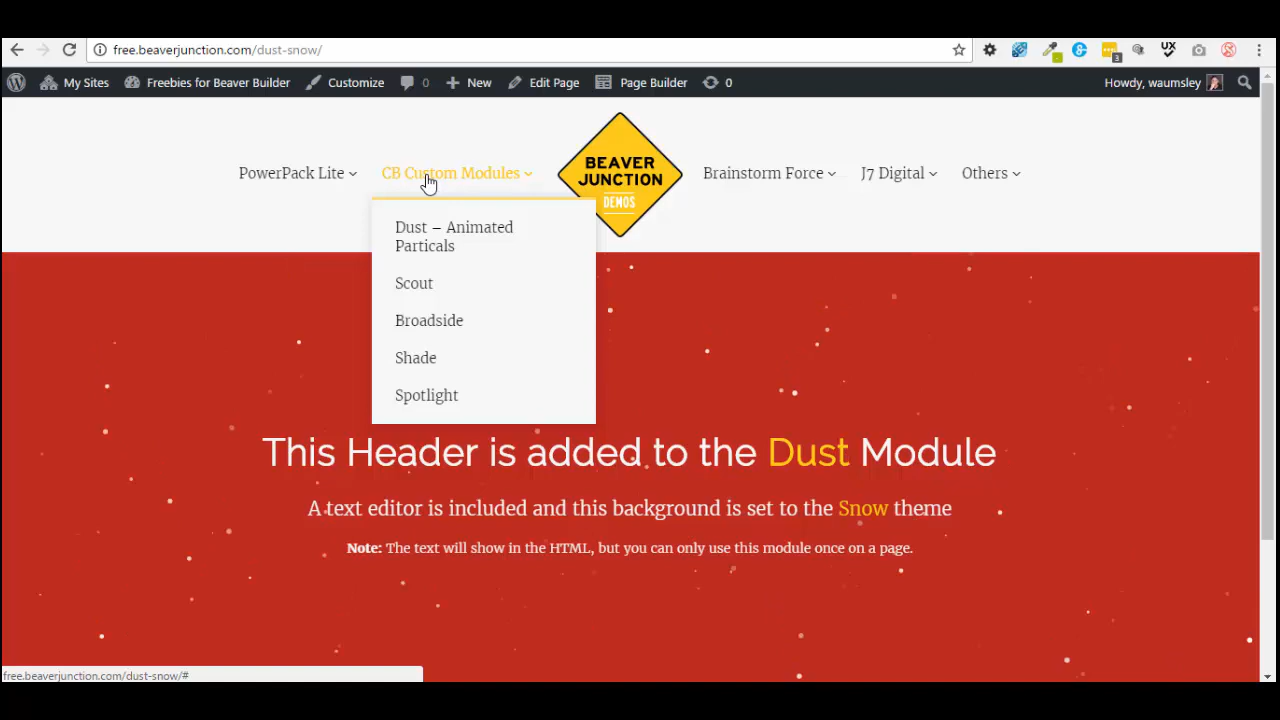 free.beaverjunction.com/dust-snow/
UX
3
My Sites
Freebies for Beaver Builder
Customize
0
New
Edit Page
Page Builder
0
Howdy, waumsley
PowerPack Lite
CB Custom Modules
BEAVER
JUNCTION
DEMOS
Brainstorm Force
J7 Digital
Others
Dust – Animated
Particals
Scout
Broadside
Shade
Spotlight
This Header is added to the Dust Module
A text editor is included and this background is set to the Snow theme
Note: The text will show in the HTML, but you can only use this module once on a page.
free.beaverjunction.com/dust-snow/#